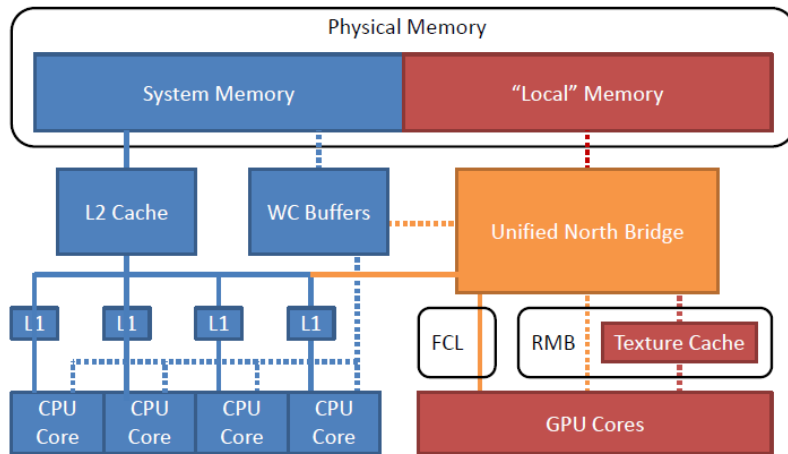 Physical Memory
System Memory
“Local” Memory
L2 Cache
WC Buffers
Unified North Bridge
L1
L1
L1
L1
FCL
RMB
Texture Cache
CPU
Core
CPU
Core
CPU
Core
CPU
Core
GPU Cores